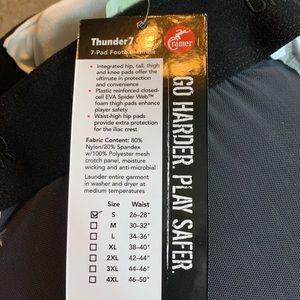 Thunder7
7-Pad Football
• Integrated hip, tail, thigh
and knee pads offer the
ultimate in protection
and convenience
• Plastic reinforced closed-
cell EVA Spider Web™
foam thigh pads enhance
player safety
• Waist-high hip pads
provide extra protection
for the iliac crest
Fabric Content: 80%
Nylon/20% Spandex
w/100% Polyester mesh
crotch panel, moisture
wicking and anti-microbial
Launder entire garment
in washer and dryer at
medium temperatures
Size Waist
S 26-28"
M 30-32"
L 34-36"
XL 38-40"
2XL 42-44"
3XL 44-46"
4XL 46-50"
Cramer
GO HARDER. PLAY SAFER.